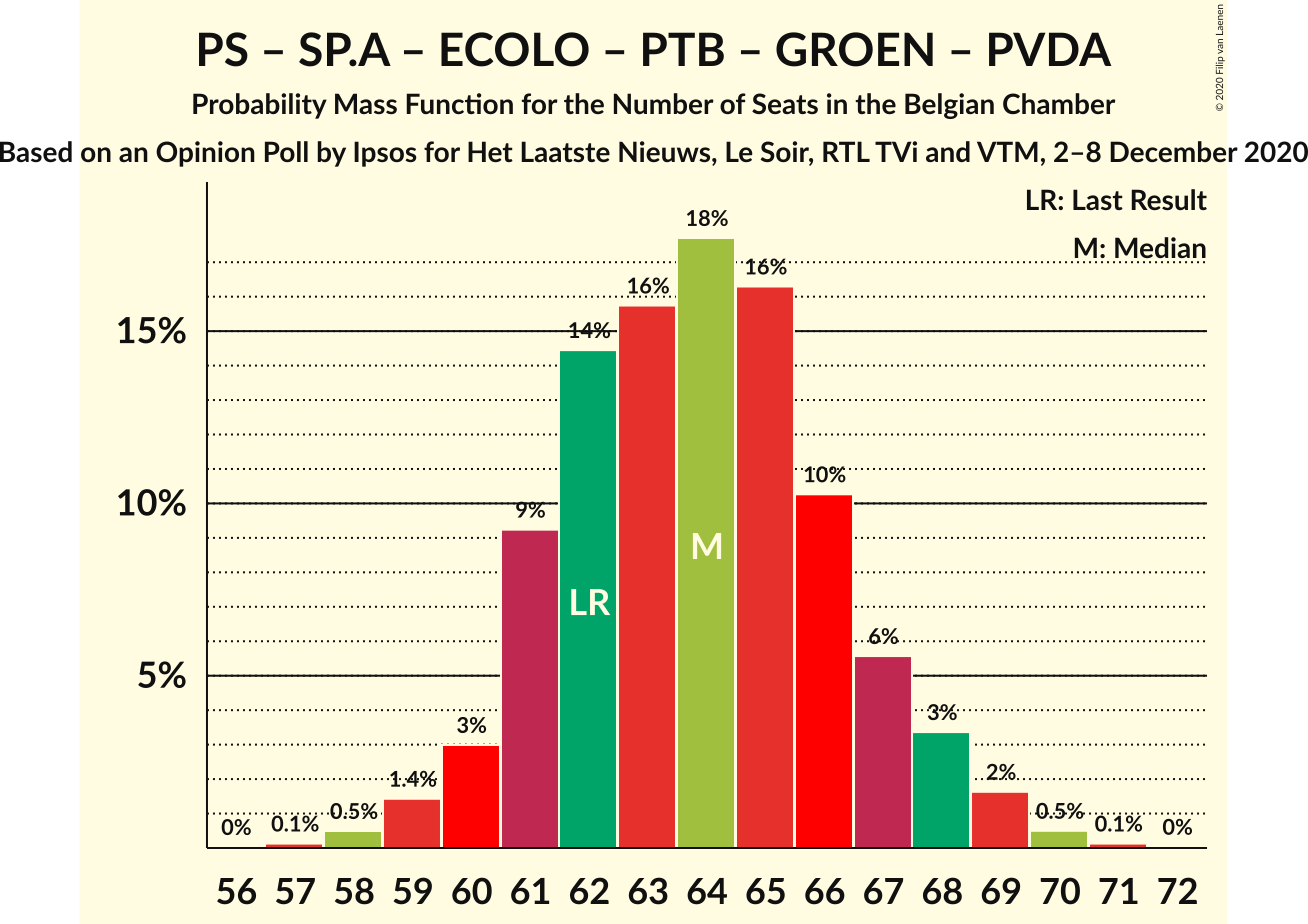 PS – SP.A – ECOLO – PTB – GROEN – PVDA
Probability Mass Function for the Number of Seats in the Belgian Chamber
Based on an Opinion Poll by Ipsos for Het Laatste Nieuws, Le Soir, RTL TVi and VTM, 2–8 December 2020
© 2020 Filip van Laenen
LR: Last Result
M: Median
15%
10%
5%
0%
0.1%
0.5%
1.4%
3%
9%
14%
16%
18%
16%
10%
6%
3%
2%
0.5%
0.1%
0%
LR
M
56 57 58 59 60 61 62 63 64 65 66 67 68 69 70 71 72